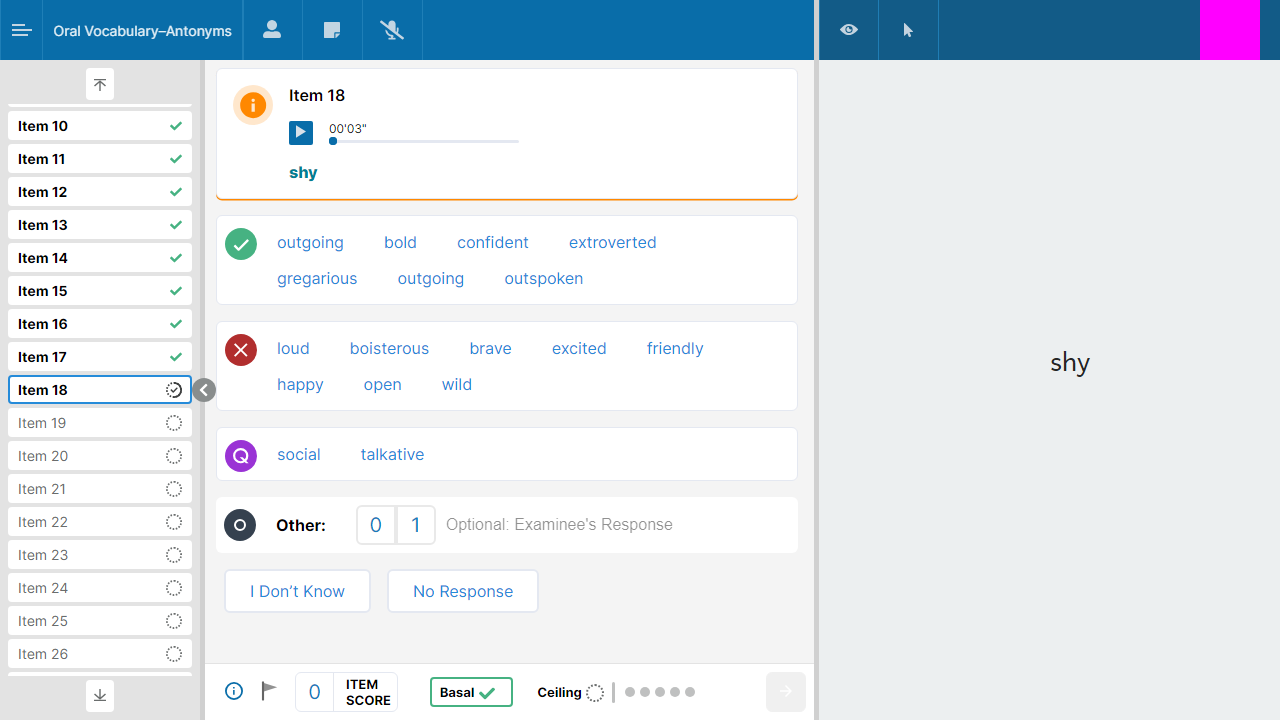 Oral Vocabulary–Antonyms
Item 10
Item 11
Item 12
Item 13
Item 14
Item 15
Item 16
Item 17
Item 18
Item 19
Item 20
Item 21
Item 22
Item 23
Item 24
Item 25
Item 26
Item 18
00'03"
shy
outgoing bold confident extroverted
gregarious outgoing outspoken
loud boisterous brave excited friendly
happy open wild
Q social talkative
Other: 0 1 Optional: Examinee's Response
I Don’t Know No Response
0 ITEM SCORE Basal Ceiling
shy